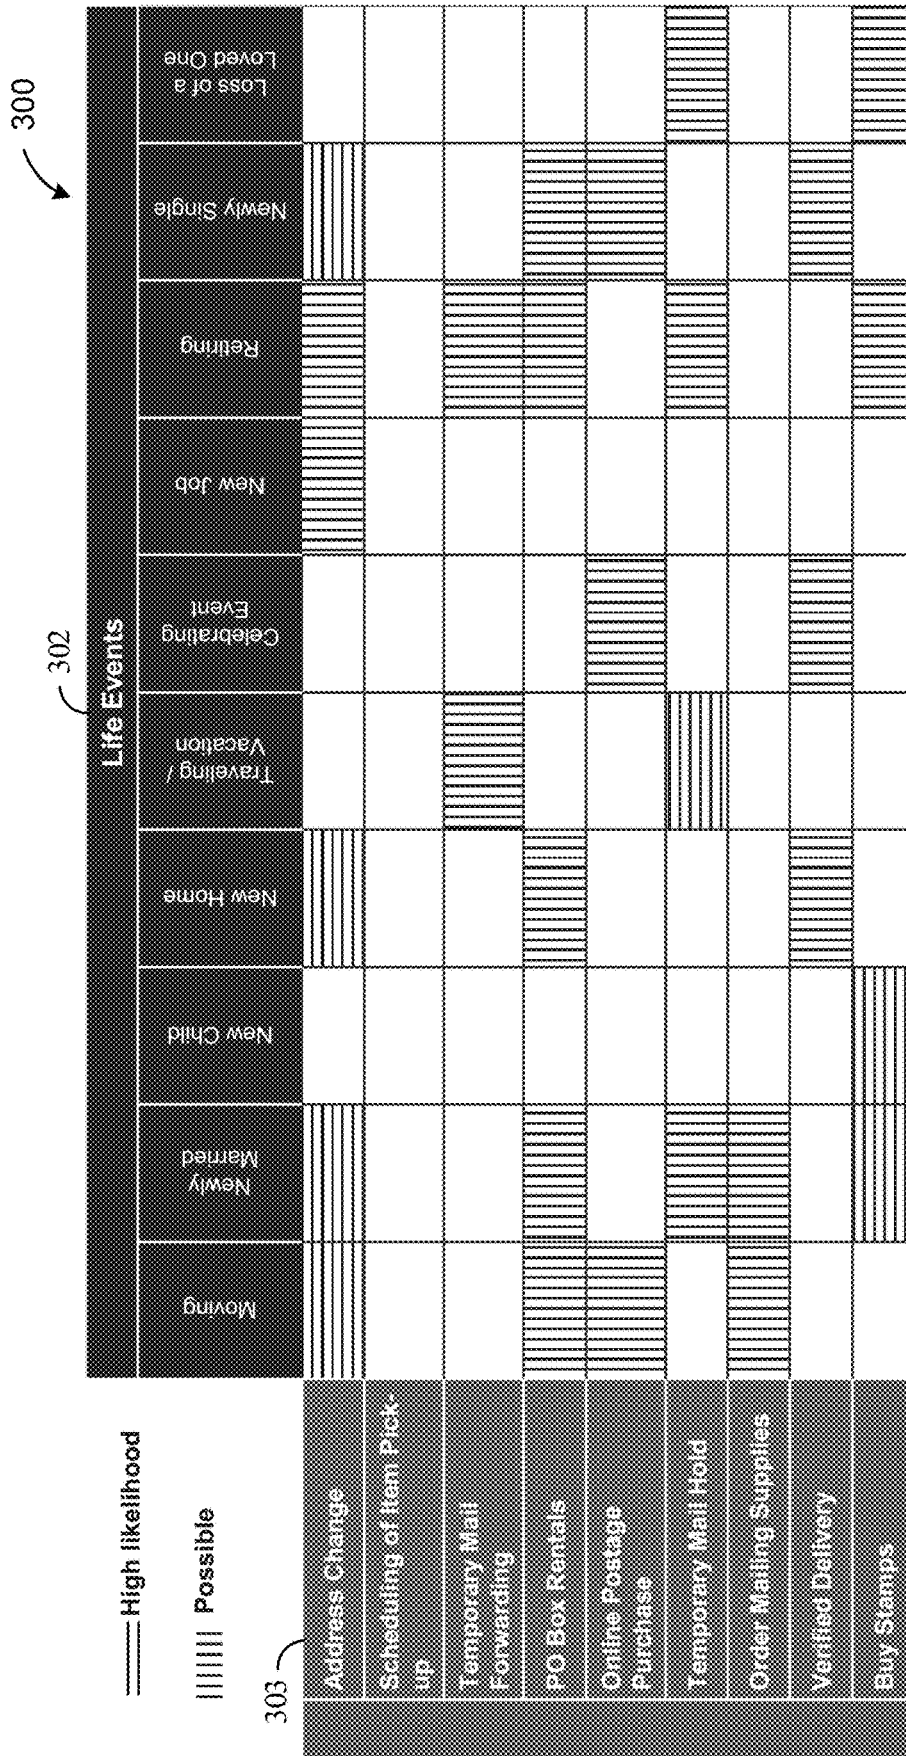 300
High likelihood
Possible
302
Life Events
Moving
Newly
Married
New Child
New Home
Traveling /
Vacation
Celebrating
Event
New Job
Retiring
Newly Single
Loss of a
Loved One
303
Address Change
Scheduling of Item Pick-
up
Temporary Mail
Forwarding
PO Box Rentals
Online Postage
Purchase
Temporary Mail Hold
Order Mailing Supplies
Verified Delivery
Buy Stamps